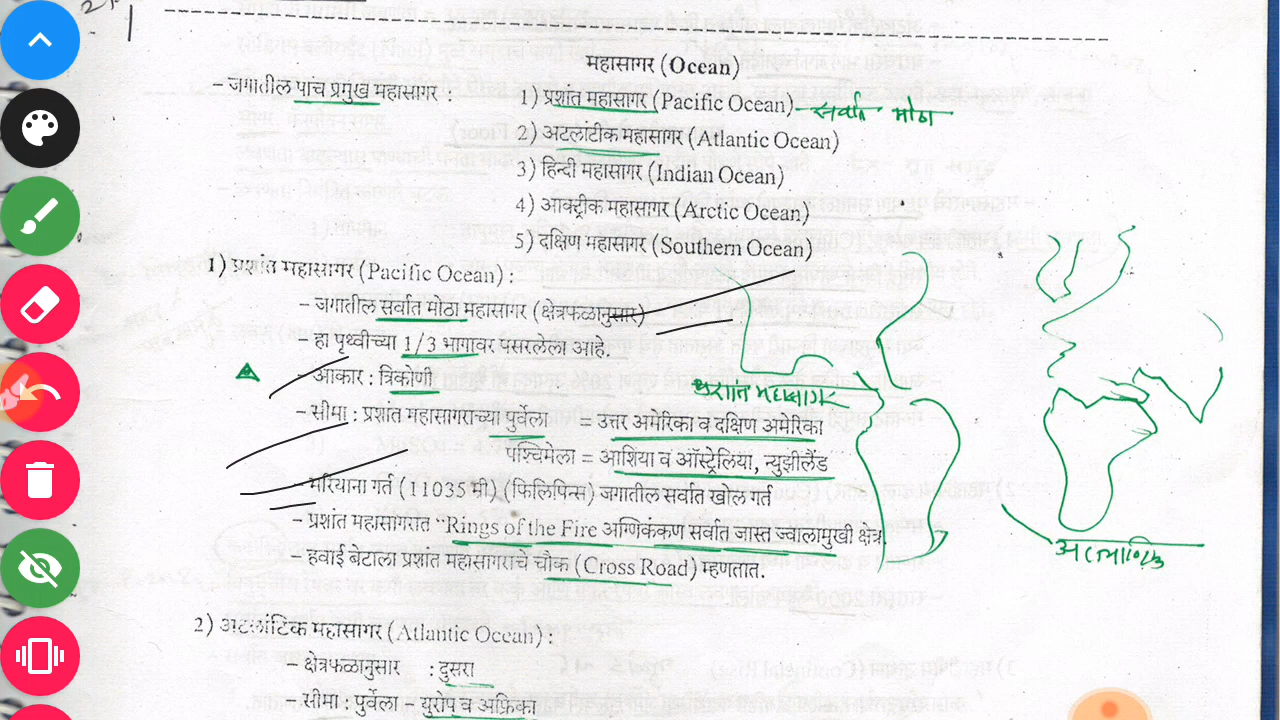 महासागर (Ocean)
– जगातील पाच प्रमुख महासागर : 1) प्रशांत महासागर (Pacific Ocean) – सर्वात मोठा
2) अटलांटीक महासागर (Atlantic Ocean)
3) हिन्दी महासागर (Indian Ocean)
4) आक्ट्रीक महासागर (Arctic Ocean)
5) दक्षिण महासागर (Southern Ocean)
1) प्रशांत महासागर (Pacific Ocean) :
– जगातील सर्वात मोठा महासागर (क्षेत्रफळानुसार)
– हा पृथ्वीच्या 1/3 भागावर पसरलेला आहे.
– आकार : त्रिकोणी
प्रशांत महासागर
– सीमा : प्रशांत महासागराच्या पुर्वेला = उत्तर अमेरिका व दक्षिण अमेरिका
पश्चिमेला = आशिया व ऑस्ट्रेलिया, न्युझीलैंड
– मरियाना गर्त (11035 मी) (फिलिपिन्स) जगातील सर्वात खोल गर्त
– प्रशांत महासागरात "Rings of the Fire अग्निकंकण सर्वात जास्त ज्वालामुखी क्षेत्र.
– हवाई बेटाला प्रशांत महासागराचे चौक (Cross Road) म्हणतात.
2) अटलांटिक महासागर (Atlantic Ocean) :
– क्षेत्रफळानुसार : दुसरा
– सीमा : पुर्वेला – युरोप व अफ्रिका